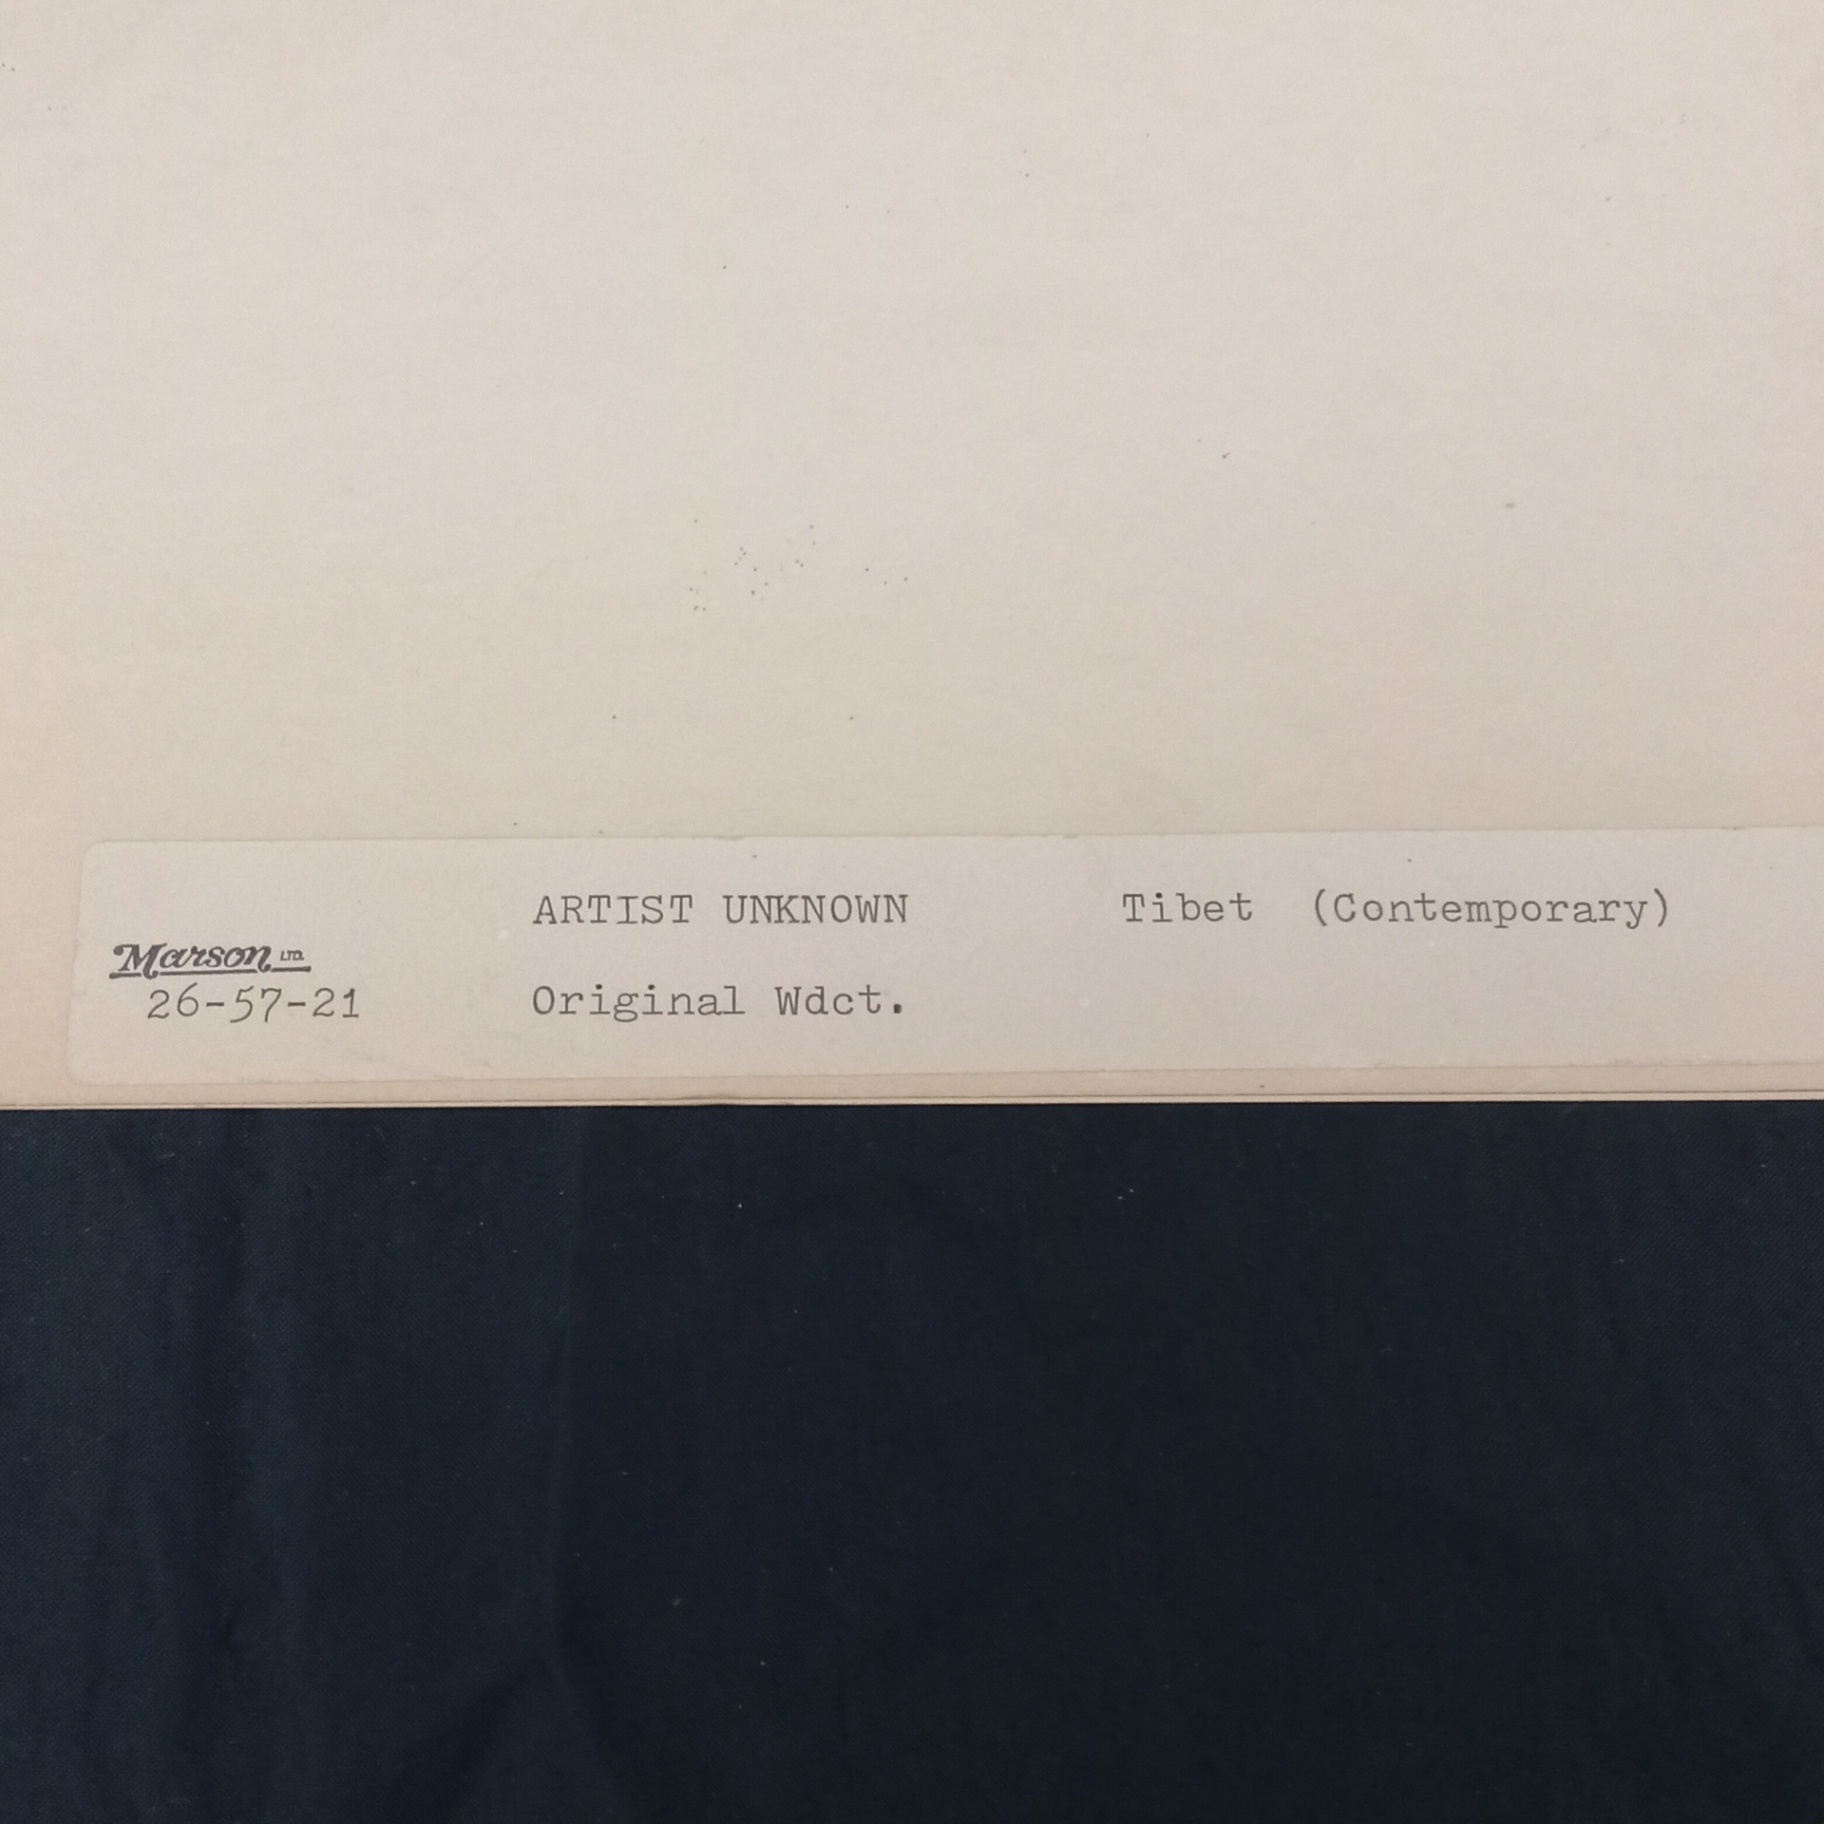 ARTIST UNKNOWN Tibet (Contemporary)
Marson LTD.
26-57-21 Original Wdct.